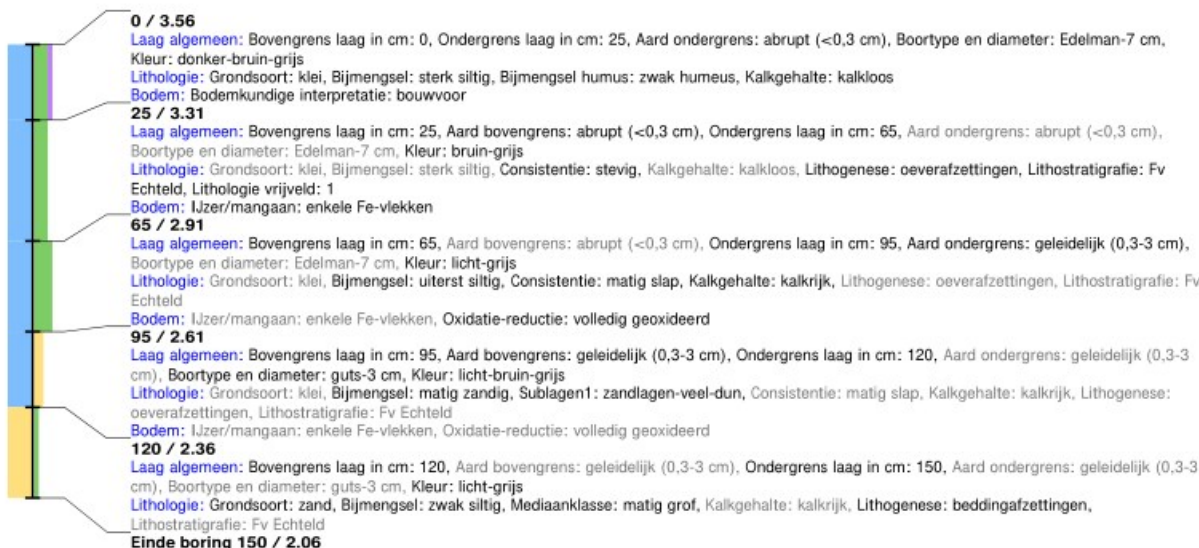 0 / 3.56
Laag algemeen: Bovengrens laag in cm: 0, Ondergrens laag in cm: 25, Aard ondergrens: abrupt (<0,3 cm), Boortype en diameter: Edelman-7 cm,
Kleur: donker-bruin-grijs
Lithologie: Grondsoort: klei, Bijmengsel: sterk siltig, Bijmengsel humus: zwak humeus, Kalkgehalte: kalkloos
Bodem: Bodemkundige interpretatie: bouwvoor
25 / 3.31
Laag algemeen: Bovengrens laag in cm: 25, Aard bovengrens: abrupt (<0,3 cm), Ondergrens laag in cm: 65, Aard ondergrens: abrupt (<0,3 cm),
Boortype en diameter: Edelman-7 cm, Kleur: bruin-grijs
Lithologie: Grondsoort: klei, Bijmengsel: sterk siltig, Consistentie: stevig, Kalkgehalte: kalkloos, Lithogenese: oeverafzettingen, Lithostratigrafie: Fv
Echteld, Lithologie vrijveld: 1
Bodem: IJzer/mangaan: enkele Fe-vlekken
65 / 2.91
Laag algemeen: Bovengrens laag in cm: 65, Aard bovengrens: abrupt (<0,3 cm), Ondergrens laag in cm: 95, Aard ondergrens: geleidelijk (0,3-3 cm),
Boortype en diameter: Edelman-7 cm, Kleur: licht-grijs
Lithologie: Grondsoort: klei, Bijmengsel: uiterst siltig, Consistentie: matig slap, Kalkgehalte: kalkrijk, Lithogenese: oeverafzettingen, Lithostratigrafie: Fv
Echteld
Bodem: IJzer/mangaan: enkele Fe-vlekken, Oxidatie-reductie: volledig geoxideerd
95 / 2.61
Laag algemeen: Bovengrens laag in cm: 95, Aard bovengrens: geleidelijk (0,3-3 cm), Ondergrens laag in cm: 120, Aard ondergrens: geleidelijk (0,3-3
cm), Boortype en diameter: guts-3 cm, Kleur: licht-bruin-grijs
Lithologie: Grondsoort: klei, Bijmengsel: matig zandig, Sublagen1: zandlagen-veel-dun, Consistentie: matig slap, Kalkgehalte: kalkrijk, Lithogenese:
oeverafzettingen, Lithostratigrafie: Fv Echteld
Bodem: IJzer/mangaan: enkele Fe-vlekken, Oxidatie-reductie: volledig geoxideerd
120 / 2.36
Laag algemeen: Bovengrens laag in cm: 120, Aard bovengrens: geleidelijk (0,3-3 cm), Ondergrens laag in cm: 150, Aard ondergrens: geleidelijk (0,3-3
cm), Boortype en diameter: guts-3 cm, Kleur: licht-grijs
Lithologie: Grondsoort: zand, Bijmengsel: zwak siltig, Mediaanklasse: matig grof, Kalkgehalte: kalkrijk, Lithogenese: beddingafzettingen,
Lithostratigrafie: Fv Echteld
Einde boring 150 / 2.06